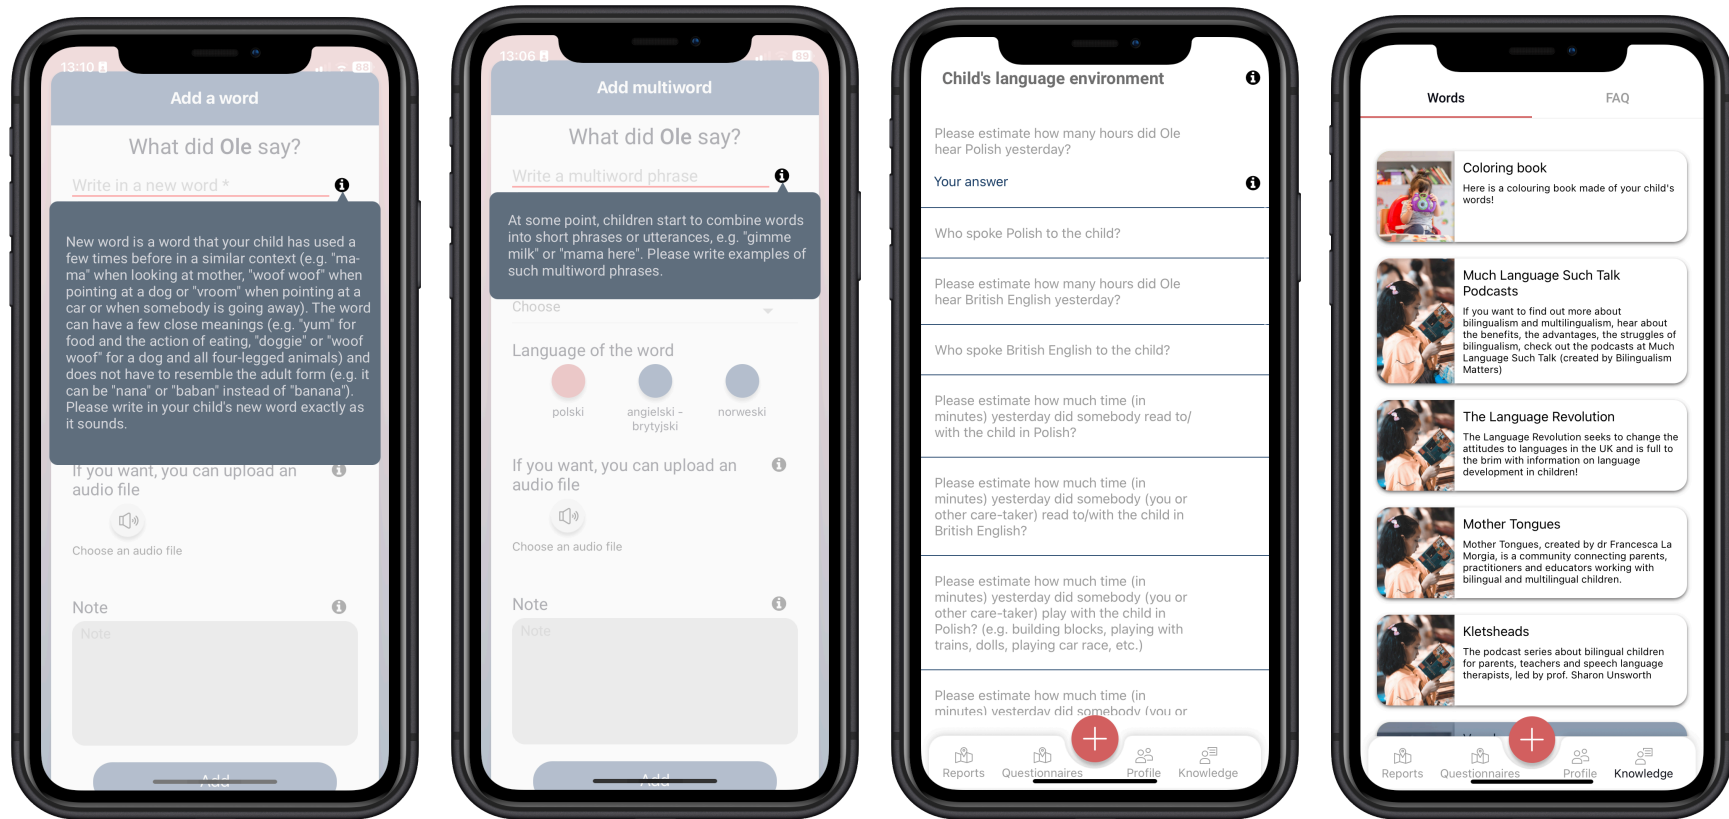 13:10
88
Add a word
What did Ole say?
Write in a new word *
New word is a word that your child has used a
few times before in a similar context (e.g. "ma-
ma" when looking at mother, "woof woof" when
pointing at a dog or "vroom" when pointing at a
car or when somebody is going away). The word
can have a few close meanings (e.g. "yum" for
food and the action of eating, "doggie" or "woof
woof" for a dog and all four-legged animals) and
does not have to resemble the adult form (e.g. it
can be "nana" or "baban" instead of "banana").
Please write in your child's new word exactly as
it sounds.
If you want, you can upload an
audio file
Choose an audio file
Note
Note
Add
13:06
89
Add multiword
What did Ole say?
Write a multiword phrase
At some point, children start to combine words
into short phrases or utterances, e.g. "gimme
milk" or "mama here". Please write examples of
such multiword phrases.
Choose
Language of the word
polski
angielski -
brytyjski
norweski
If you want, you can upload an
audio file
Choose an audio file
Note
Note
Add
Child's language environment
Please estimate how many hours did Ole
hear Polish yesterday?
Your answer
Who spoke Polish to the child?
Please estimate how many hours did Ole
hear British English yesterday?
Who spoke British English to the child?
Please estimate how much time (in
minutes) yesterday did somebody read to/
with the child in Polish?
Please estimate how much time (in
minutes) yesterday did somebody (you or
other care-taker) read to/with the child in
British English?
Please estimate how much time (in
minutes) yesterday did somebody (you or
other care-taker) play with the child in
Polish? (e.g. building blocks, playing with
trains, dolls, playing car race, etc.)
Please estimate how much time (in
minutes) yesterday did somebody (you or
Reports Questionnaires Profile Knowledge
Words FAQ
Coloring book
Here is a colouring book made of your child's
words!
Much Language Such Talk
Podcasts
If you want to find out more about
bilingualism and multilingualism, hear about
the benefits, the advantages, the struggles of
bilingualism, check out the podcasts at Much
Language Such Talk (created by Bilingualism
Matters)
The Language Revolution
The Language Revolution seeks to change the
attitudes to languages in the UK and is full to
the brim with information on language
development in children!
Mother Tongues
Mother Tongues, created by dr Francesca La
Morgia, is a community connecting parents,
practitioners and educators working with
bilingual and multilingual children.
Kletsheads
The podcast series about bilingual children
for parents, teachers and speech language
therapists, led by prof. Sharon Unsworth
Reports Questionnaires Profile Knowledge